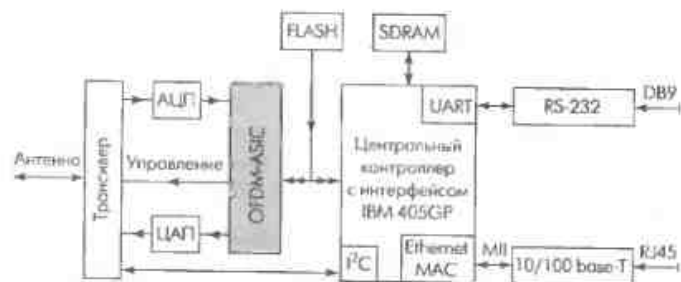 FLASH
SDRAM
АЦП
UART
RS-232
DB9
Антенна
Трансивер
Управление
OFDM-ASIC
Центральный
контроллер
с интерфейсом
IBM 405GP
ЦАП
I²C
Ethernet
MAC
MII
10/100 base-T
RJ45